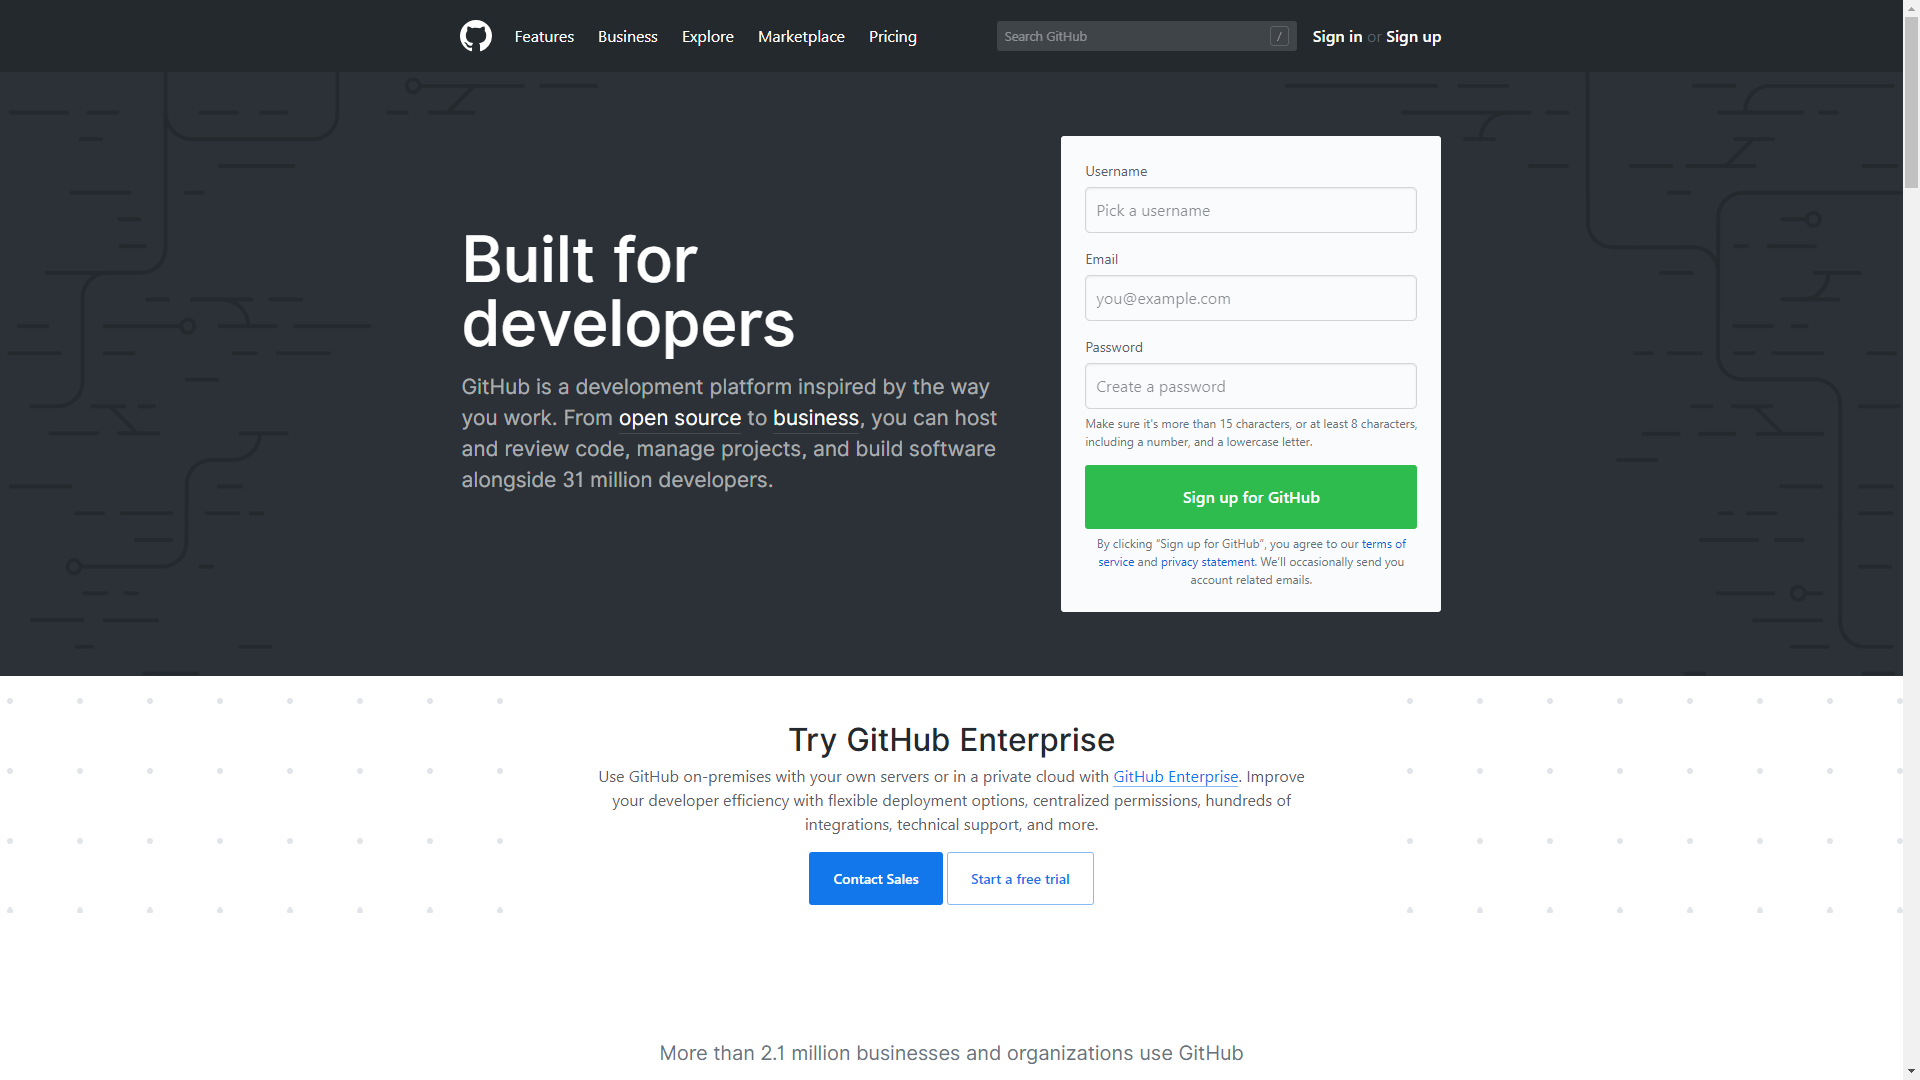 Features Business Explore Marketplace Pricing Search GitHub / Sign in or Sign up
Built for
developers
GitHub is a development platform inspired by the way
you work. From open source to business, you can host
and review code, manage projects, and build software
alongside 31 million developers.
Username
Pick a username
Email
you@example.com
Password
Create a password
Make sure it's more than 15 characters, or at least 8 characters,
including a number, and a lowercase letter.
Sign up for GitHub
By clicking “Sign up for GitHub”, you agree to our terms of
service and privacy statement. We’ll occasionally send you
account related emails.
Try GitHub Enterprise
Use GitHub on-premises with your own servers or in a private cloud with GitHub Enterprise. Improve
your developer efficiency with flexible deployment options, centralized permissions, hundreds of
integrations, technical support, and more.
Contact Sales Start a free trial
More than 2.1 million businesses and organizations use GitHub